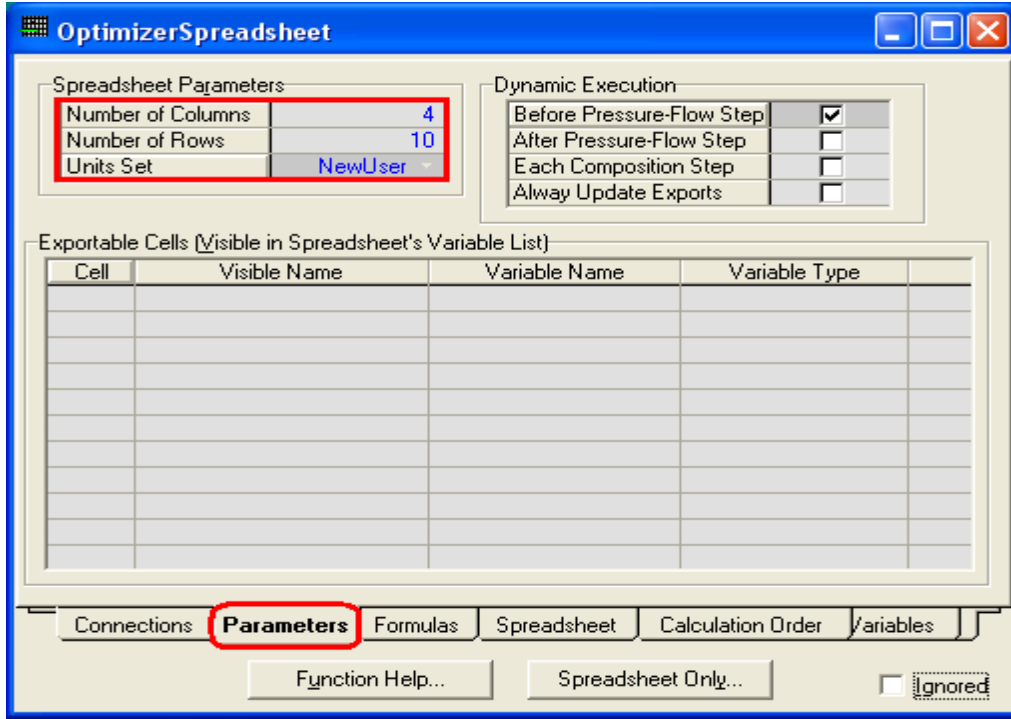 OptimizerSpreadsheet
Spreadsheet Parameters
Number of Columns 4
Number of Rows 10
Units Set NewUser
Dynamic Execution
Before Pressure-Flow Step
After Pressure-Flow Step
Each Composition Step
Alway Update Exports
Exportable Cells (Visible in Spreadsheet's Variable List)
Cell Visible Name Variable Name Variable Type
Connections Parameters Formulas Spreadsheet Calculation Order Variables
Function Help... Spreadsheet Only... Ignored